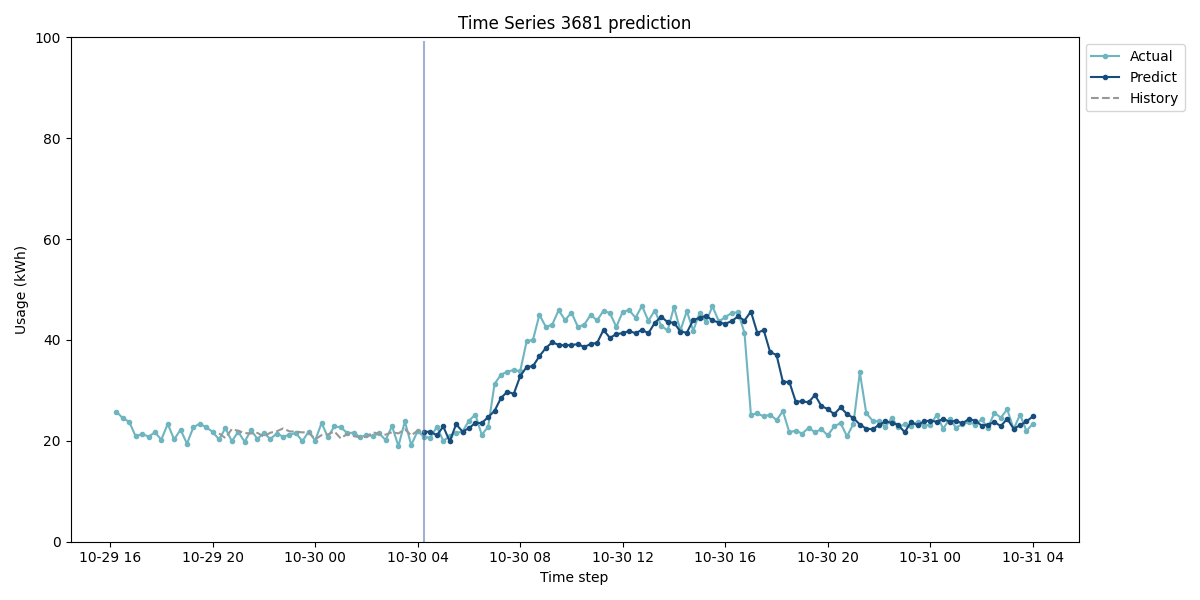 Time Series 3681 prediction
100
80
60
40
20
0
Usage (kWh)
10-29 16
10-29 20
10-30 00
10-30 04
10-30 08
10-30 12
10-30 16
10-30 20
10-31 00
10-31 04
Time step
Actual
Predict
History